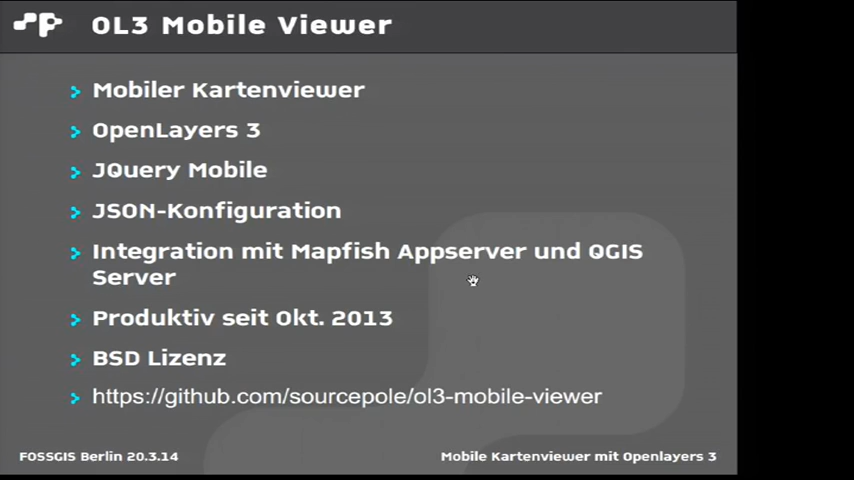 OL3 Mobile Viewer
Mobiler Kartenviewer
OpenLayers 3
JQuery Mobile
JSON-Konfiguration
Integration mit Mapfish Appserver und QGIS
Server
Produktiv seit Okt. 2013
BSD Lizenz
https://github.com/sourcepole/ol3-mobile-viewer
FOSSGIS Berlin 20.3.14
Mobile Kartenviewer mit Openlayers 3